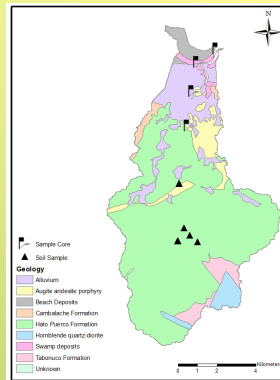 N
Sample Core
Soil Sample
Geology
Alluvium
Augite andesite porphyry
Beach Deposits
Cambalache Formation
Hato Puerco Formation
Hornblende quartz-diorite
Swamp deposits
Tabonuco Formation
Unknown
Kilometers
0 1 2 4